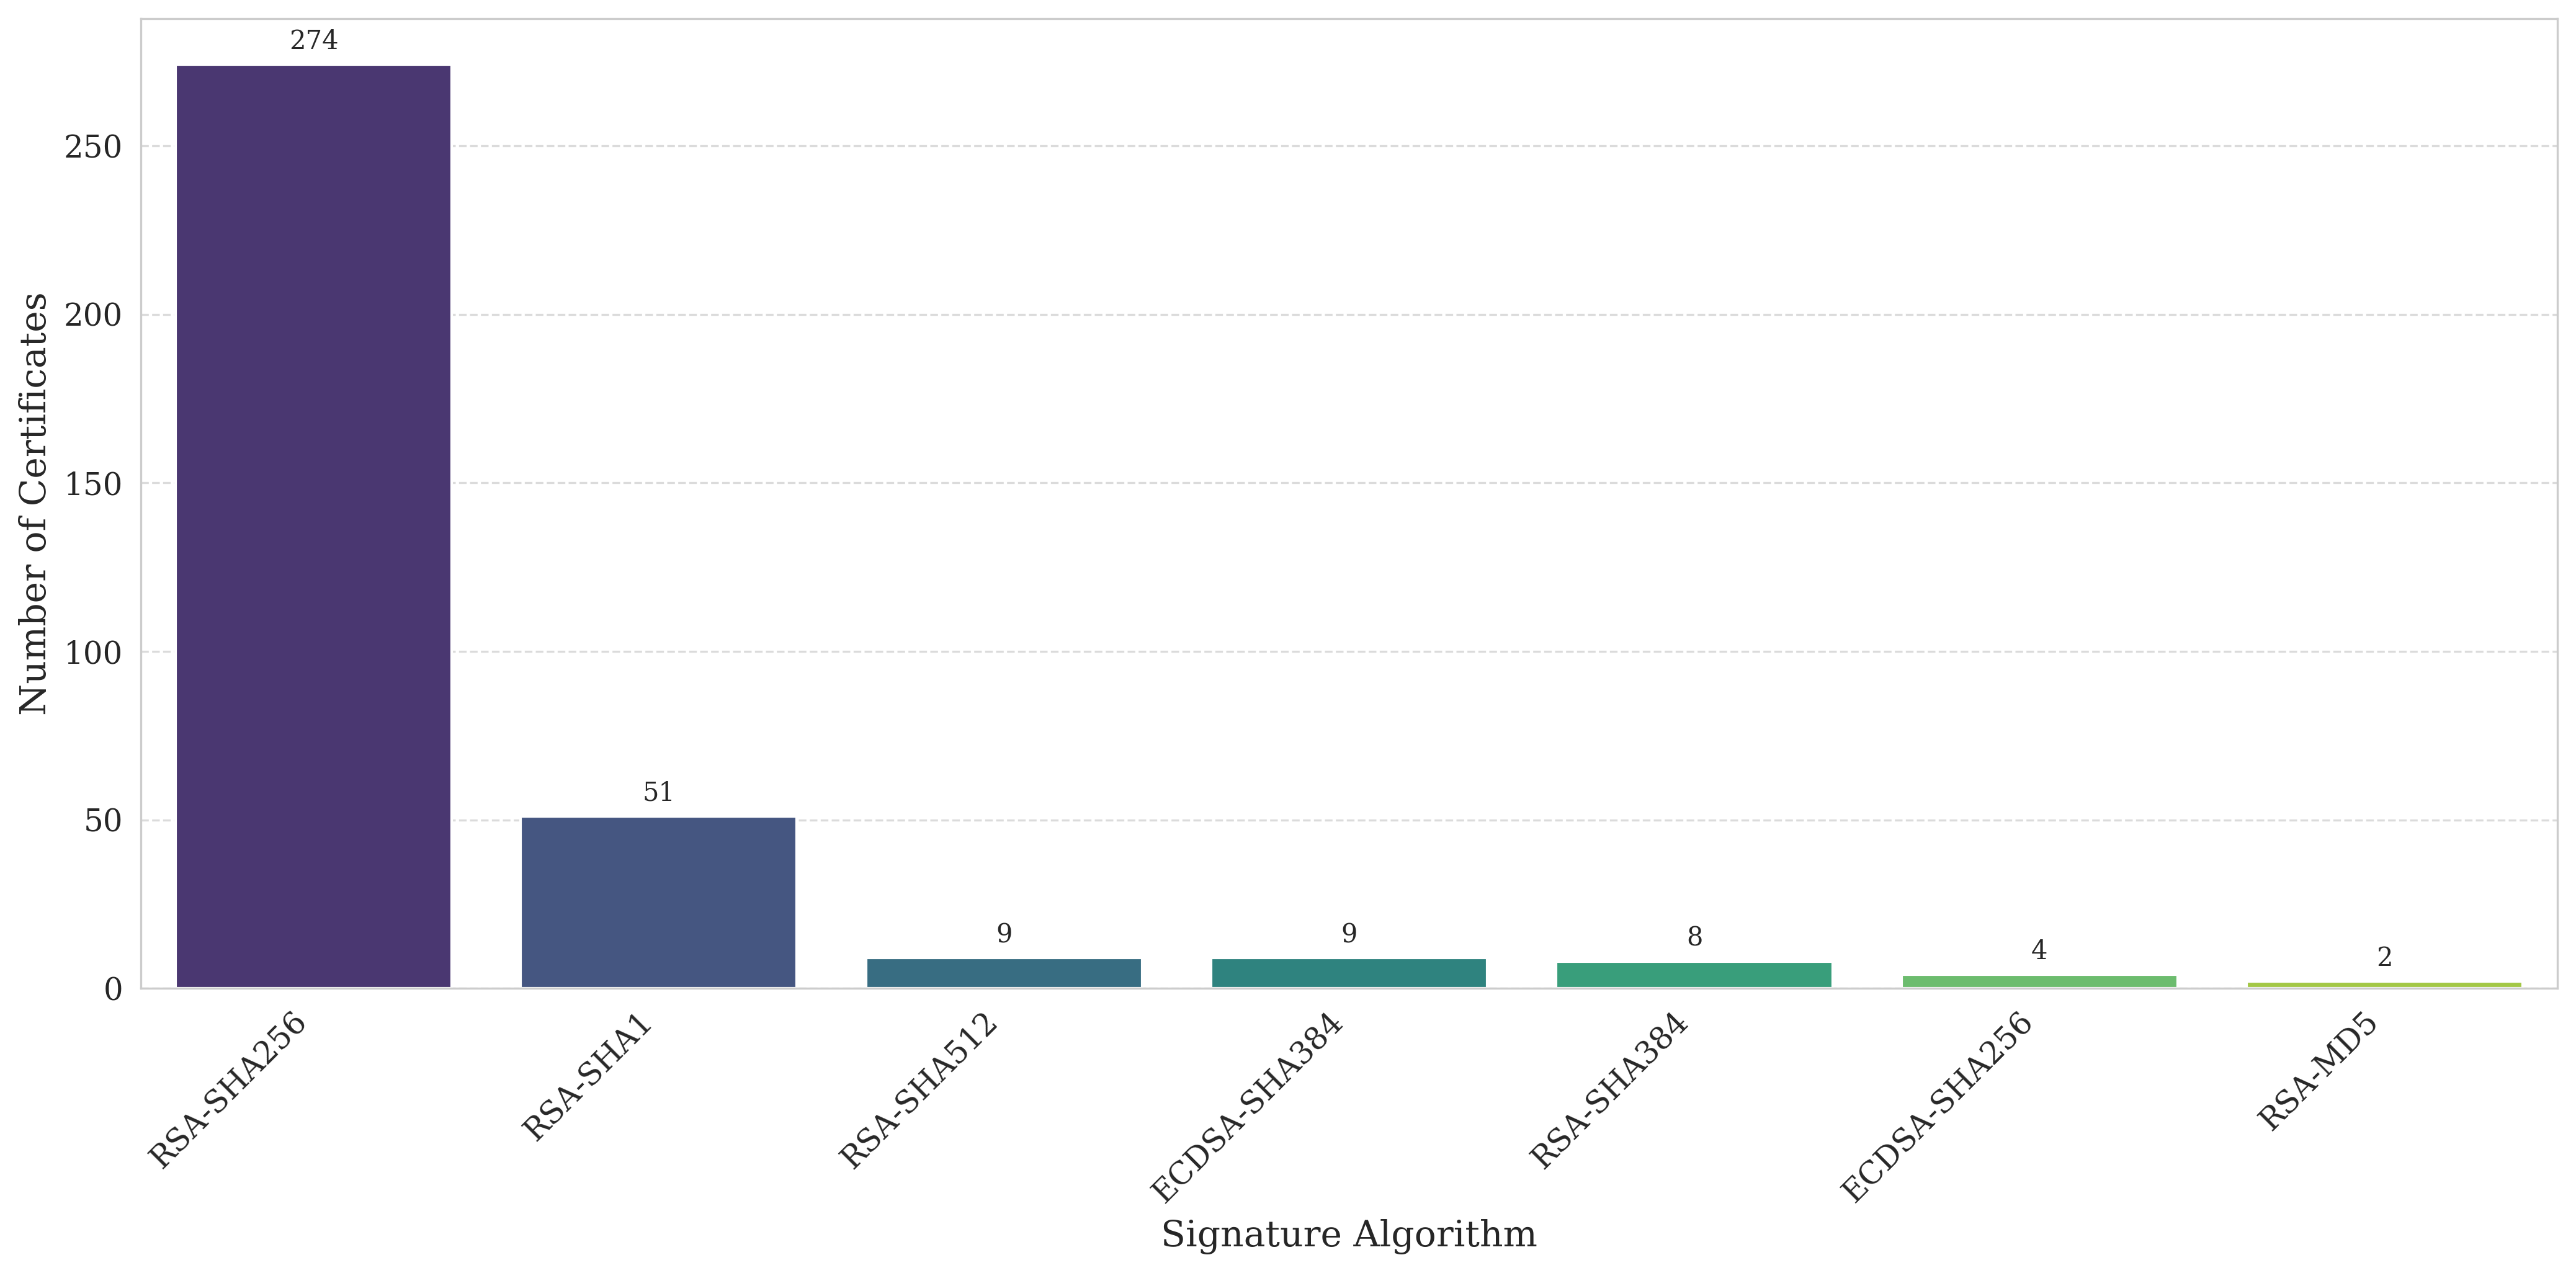 274
51
9
9
8
4
2
250
200
150
100
50
0
Number of Certificates
RSA-SHA256
RSA-SHA1
RSA-SHA512
ECDSA-SHA384
RSA-SHA384
ECDSA-SHA256
RSA-MD5
Signature Algorithm